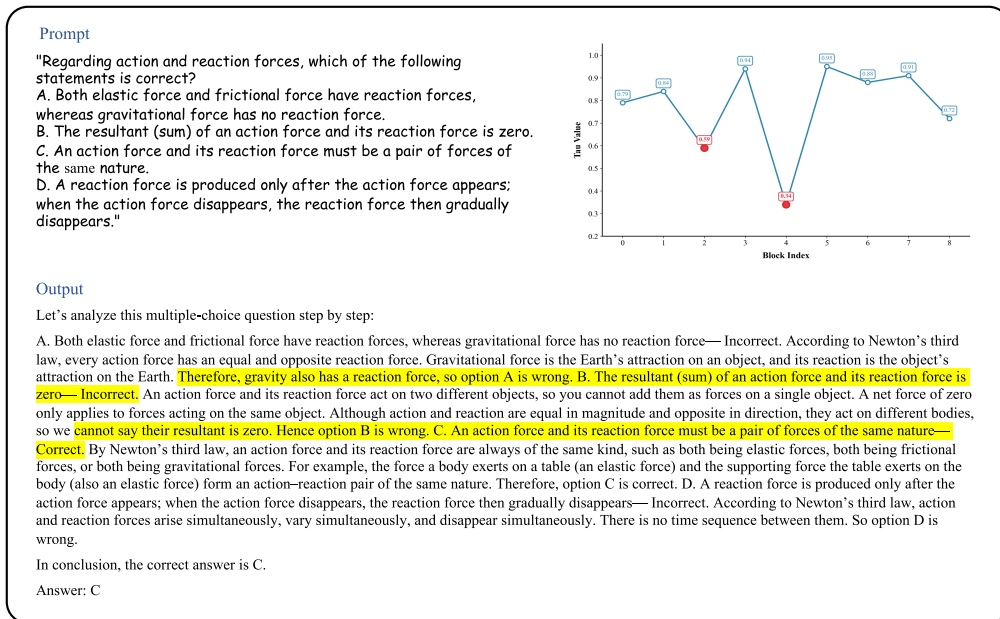 Prompt
"Regarding action and reaction forces, which of the following
statements is correct?
A. Both elastic force and frictional force have reaction forces,
whereas gravitational force has no reaction force.
B. The resultant (sum) of an action force and its reaction force is zero.
C. An action force and its reaction force must be a pair of forces of
the same nature.
D. A reaction force is produced only after the action force appears;
when the action force disappears, the reaction force then gradually
disappears."
Tau Value
1.0
0.9
0.8
0.7
0.6
0.5
0.4
0.3
0.2
0.79
0.84
0.59
0.94
0.34
0.95
0.88
0.91
0.72
0 1 2 3 4 5 6 7 8
Block Index
Output
Let's analyze this multiple-choice question step by step:
A. Both elastic force and frictional force have reaction forces, whereas gravitational force has no reaction force— Incorrect. According to Newton's third
law, every action force has an equal and opposite reaction force. Gravitational force is the Earth's attraction on an object, and its reaction is the object's
attraction on the Earth. Therefore, gravity also has a reaction force, so option A is wrong. B. The resultant (sum) of an action force and its reaction force is
zero— Incorrect. An action force and its reaction force act on two different objects, so you cannot add them as forces on a single object. A net force of zero
only applies to forces acting on the same object. Although action and reaction are equal in magnitude and opposite in direction, they act on different bodies,
so we cannot say their resultant is zero. Hence option B is wrong. C. An action force and its reaction force must be a pair of forces of the same nature—
Correct. By Newton's third law, an action force and its reaction force are always of the same kind, such as both being elastic forces, both being frictional
forces, or both being gravitational forces. For example, the force a body exerts on a table (an elastic force) and the supporting force the table exerts on the
body (also an elastic force) form an action–reaction pair of the same nature. Therefore, option C is correct. D. A reaction force is produced only after the
action force appears; when the action force disappears, the reaction force then gradually disappears— Incorrect. According to Newton's third law, action
and reaction forces arise simultaneously, vary simultaneously, and disappear simultaneously. There is no time sequence between them. So option D is
wrong.
In conclusion, the correct answer is C.
Answer: C